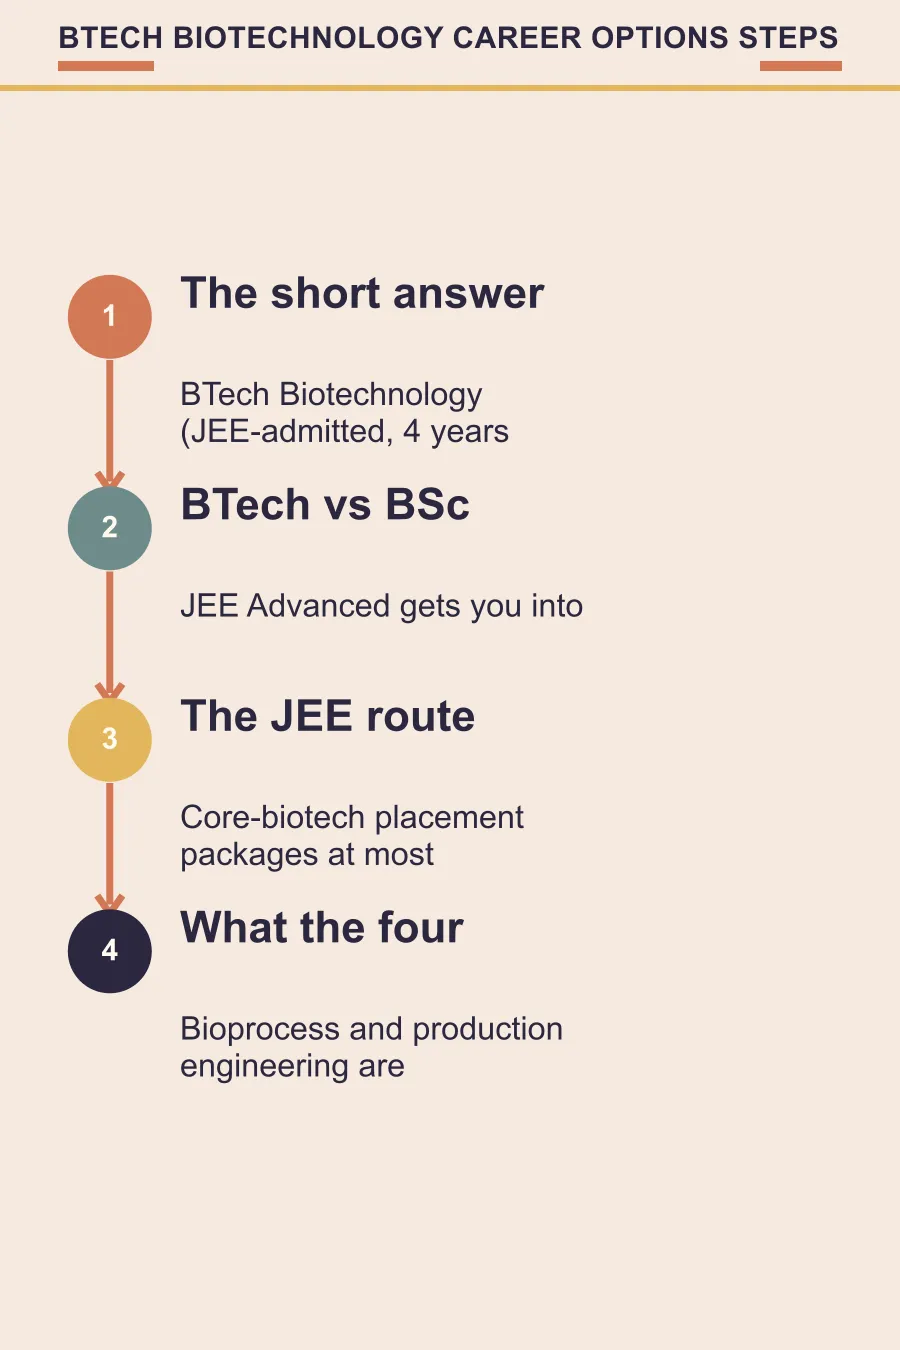 BTECH BIOTECHNOLOGY CAREER OPTIONS STEPS
1
The short answer
BTech Biotechnology
(JEE-admitted, 4 years
2
BTech vs BSc
JEE Advanced gets you into
3
The JEE route
Core-biotech placement
packages at most
4
What the four
Bioprocess and production
engineering are